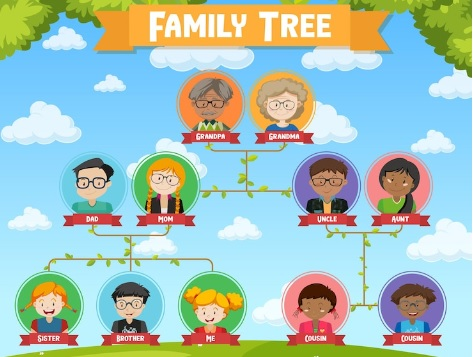 FAMILY TREE
GRANDPA
GRANDMA
DAD
MOM
UNCLE
AUNT
SISTER
BROTHER
ME
COUSIN
COUSIN